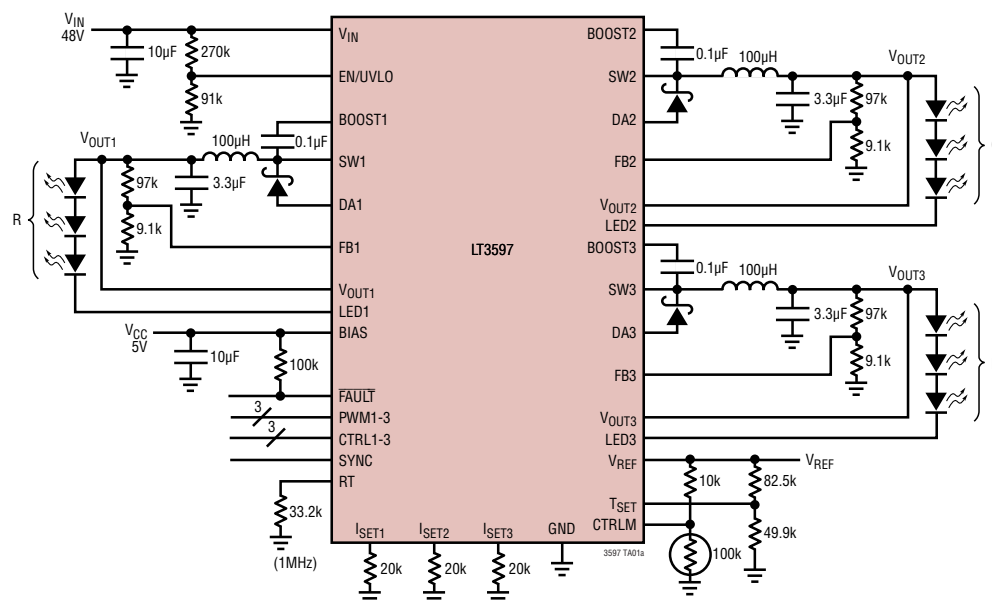 VIN
48V
10µF
270k
91k
VIN
EN/UVLO
BOOST1
SW1
DA1
FB1
VOUT1
LED1
BIAS
FAULT
PWM1-3
CTRL1-3
SYNC
RT
VOUT1
100µH
0.1µF
97k
3.3µF
9.1k
R
VCC
5V
10µF
100k
3
3
33.2k
(1MHz)
LT3597
ISET1
ISET2
ISET3
GND
20k
20k
20k
3597 TA01a
BOOST2
SW2
DA2
FB2
VOUT2
LED2
BOOST3
SW3
DA3
FB3
VOUT3
LED3
VREF
TSET
CTRLM
0.1µF
100µH
VOUT2
3.3µF
97k
9.1k
0.1µF
100µH
VOUT3
3.3µF
97k
9.1k
VREF
10k
82.5k
49.9k
100k